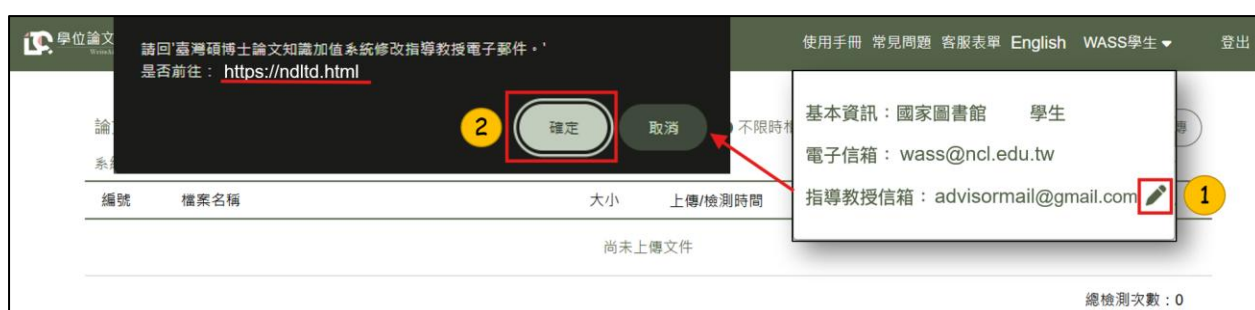 學位論文
請回'臺灣碩博士論文知識加值系統修改指導教授電子郵件。'
是否前往： https://ndltd.html
使用手冊 常見問題 客服表單 English WASS學生 登出
2 確定 取消
不限時
基本資訊：國家圖書館 學生
電子信箱： wass@ncl.edu.tw
指導教授信箱： advisormail@gmail.com 1
編號 檔案名稱 大小 上傳/檢測時間
尚未上傳文件
總檢測次數：0